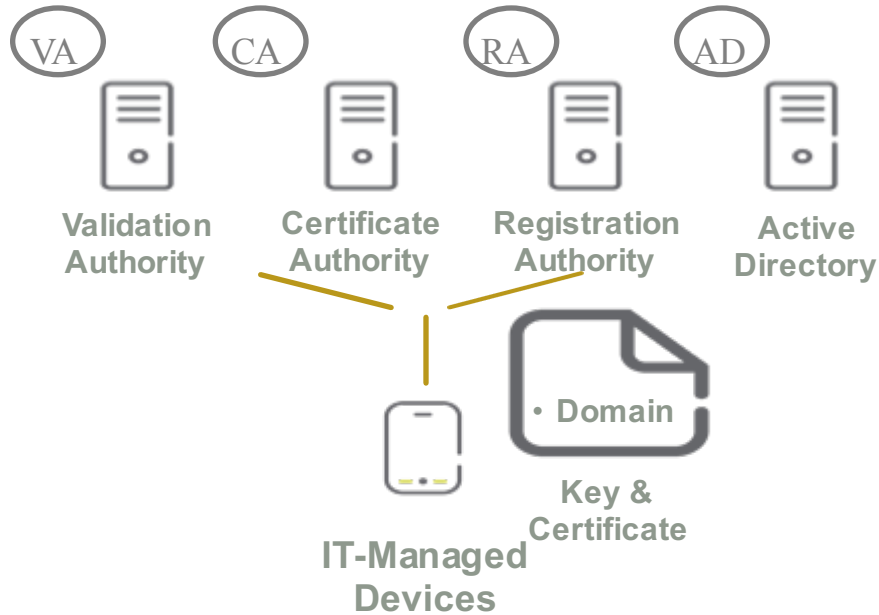 VA
CA
RA
AD
Validation
Authority
Certificate
Authority
Registration
Authority
Active
Directory
• Domain
Key &
Certificate
IT-Managed
Devices